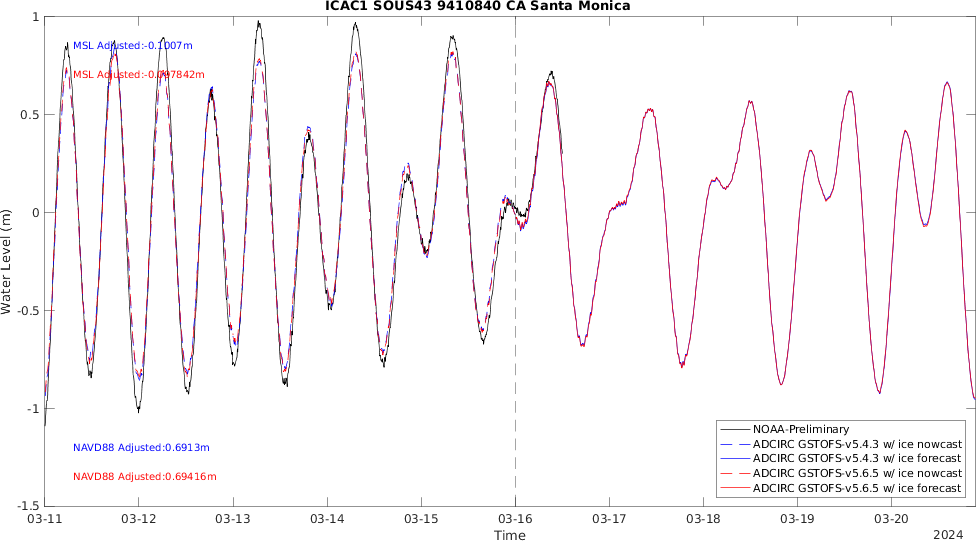 ICAC1 SOUS43 9410840 CA Santa Monica
1
0.5
0
-0.5
-1
-1.5
Water Level (m)
MSL Adjusted:-0.1007m
MSL Adjusted:-0.097842m
NAVD88 Adjusted:0.6913m
NAVD88 Adjusted:0.69416m
NOAA-Preliminary
ADCIRC GSTOFS-v5.4.3 w/ ice nowcast
ADCIRC GSTOFS-v5.4.3 w/ ice forecast
ADCIRC GSTOFS-v5.6.5 w/ ice nowcast
ADCIRC GSTOFS-v5.6.5 w/ ice forecast
03-11 03-12 03-13 03-14 03-15 03-16 03-17 03-18 03-19 03-20
Time
2024